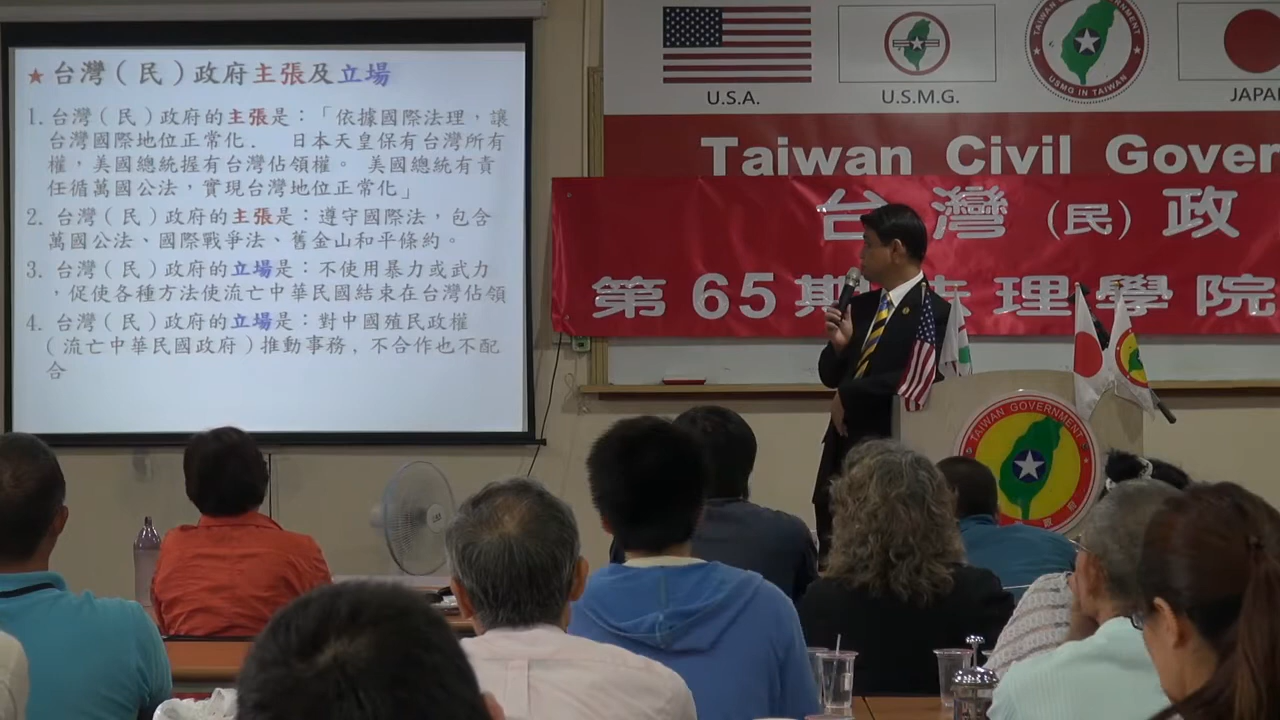 ★ 台灣(民)政府主張及立場
1. 台灣(民)政府的主張是:「依據國際法理,讓
台灣國際地位正常化. 日本天皇保有台灣所有
權,美國總統握有台灣佔領權。 美國總統有責
任循萬國公法,實現台灣地位正常化」
2. 台灣(民)政府的主張是:遵守國際法,包含
萬國公法、國際戰爭法、舊金山和平條約。
3. 台灣(民)政府的立場是:不使用暴力或武力
,促使各種方法使流亡中華民國結束在台灣佔領
4. 台灣(民)政府的立場是:對中國殖民政權
(流亡中華民國政府)推動事務,不合作也不配
合
U.S.A.
U.S.M.G.
TAIWAN GOVERNMENT
USMG IN TAIWAN
JAPA
Taiwan Civil Gover
台灣(民)政
第65期法理學院
TAIWAN GOVERNMENT